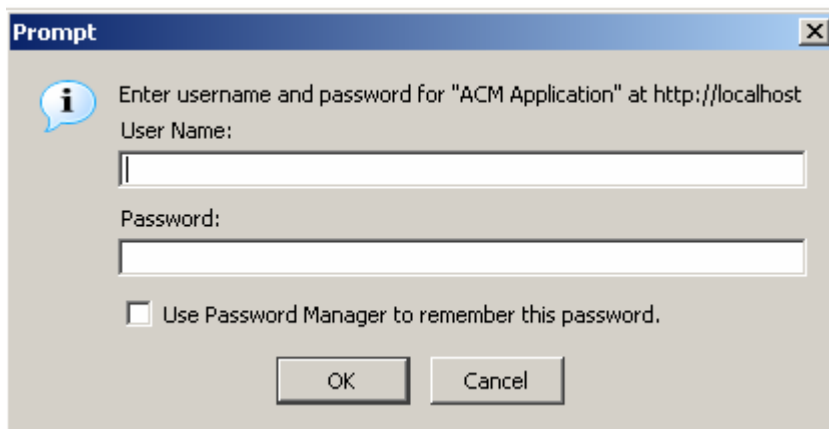 Prompt
Enter username and password for "ACM Application" at http://localhost
User Name:
Password:
Use Password Manager to remember this password.
OK Cancel